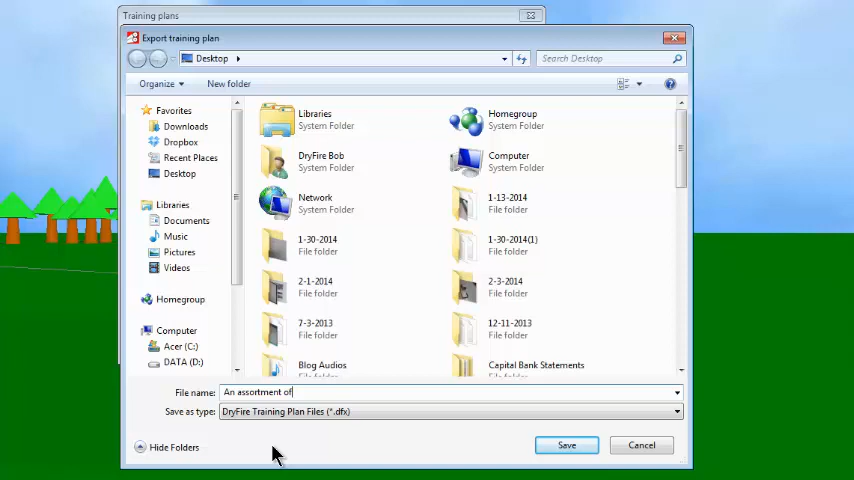 Training plans
Export training plan
Desktop
Search Desktop
Organize
New folder
Favorites
Downloads
Dropbox
Recent Places
Desktop
Libraries
Documents
Music
Pictures
Videos
Homegroup
Computer
Acer (C:)
DATA (D:)
Libraries
System Folder
Homegroup
System Folder
DryFire Bob
System Folder
Computer
System Folder
Network
System Folder
1-13-2014
File folder
1-30-2014
File folder
1-30-2014(1)
File folder
2-1-2014
File folder
2-3-2014
File folder
7-3-2013
File folder
12-11-2013
File folder
Blog Audios
Capital Bank Statements
File name: An assortment of
Save as type: DryFire Training Plan Files (*.dfx)
Hide Folders
Save
Cancel